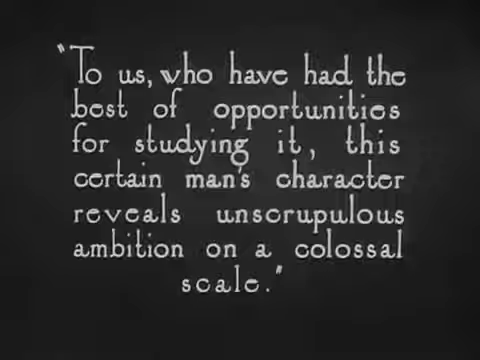 "To us, who have had the
best of opportunities
for studying it, this
certain man's character
reveals unscrupulous
ambition on a colossal
scale."